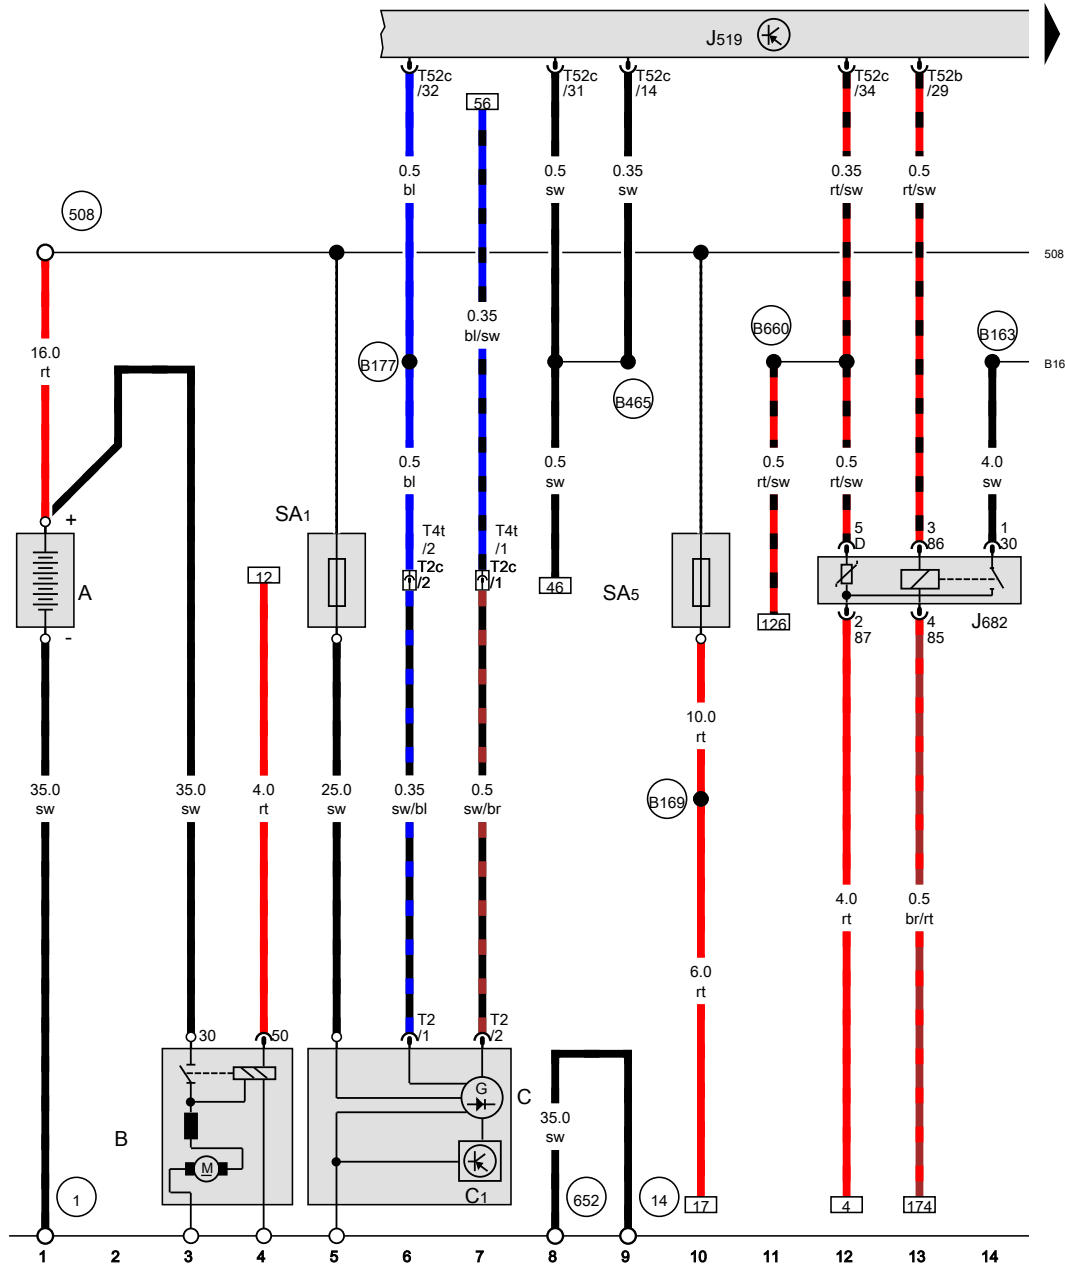 J519
T52c
/32
T52c
/31
T52c
/14
T52c
/34
T52b
/29
56
0.5
bl
0.5
sw
0.35
sw
0.35
rt/sw
0.5
rt/sw
508
508
0.35
bl/sw
16.0
rt
B177
B465
B660
B163
B16
0.5
bl
0.5
sw
0.5
rt/sw
0.5
rt/sw
4.0
sw
SA1
T4t
/2
T2c
/2
T4t
/1
T2c
/1
5
D
3
86
1
30
+
A
-
12
46
SA5
126
2
87
4
85
J682
10.0
rt
35.0
sw
35.0
sw
4.0
rt
25.0
sw
0.35
sw/bl
0.5
sw/br
B169
4.0
rt
0.5
br/rt
6.0
rt
30
50
T2
/1
T2
/2
G
C
B
M
C1
35.0
sw
1
652
14
17
4
174
1 2 3 4 5 6 7 8 9 10 11 12 13 14